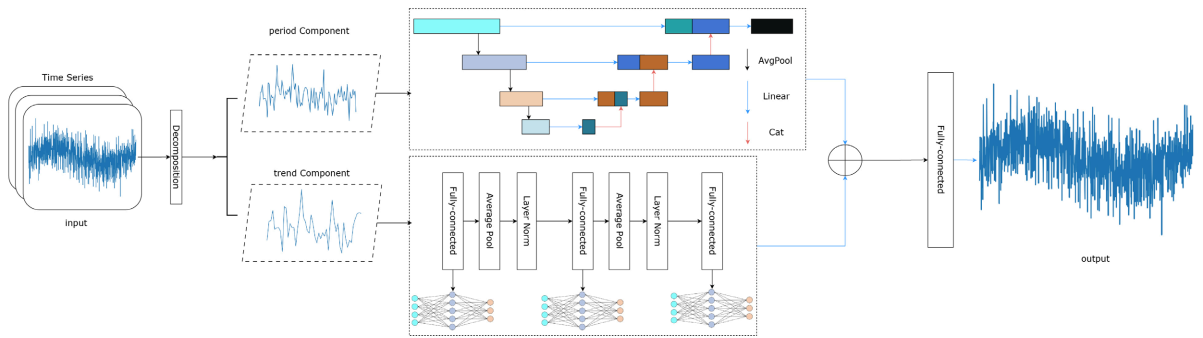 Time Series
input
Decomposition
period Component
trend Component
AvgPool
Linear
Cat
Fully-connected
Average Pool
Layer Norm
Fully-connected
Average Pool
Layer Norm
Fully-connected
Fully-connected
output